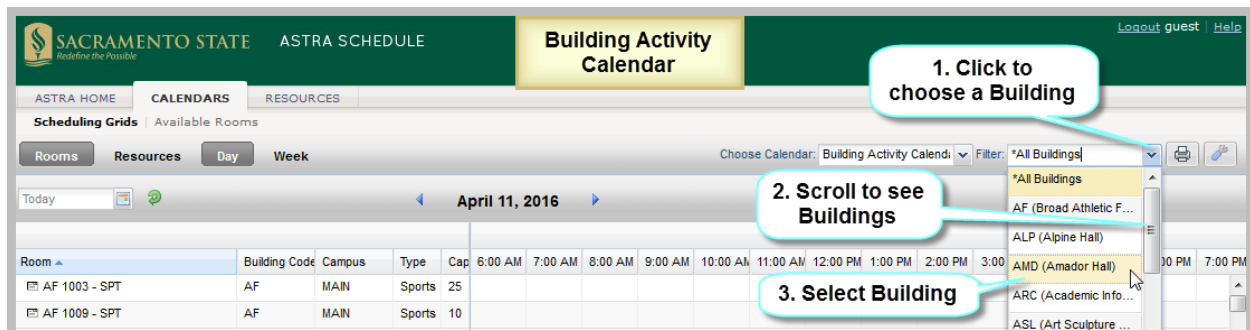 SACRAMENTO STATE
Redefine the Possible
ASTRA SCHEDULE
Building Activity
Calendar
Logout guest | Help
1. Click to
choose a Building
ASTRA HOME CALENDARS RESOURCES
Scheduling Grids | Available Rooms
Rooms Resources Day Week
Choose Calendar: Building Activity Calend Filter: *All Buildings
*All Buildings
Today
April 11, 2016
2. Scroll to see
Buildings
AF (Broad Athletic F...
ALP (Alpine Hall)
Room Building Code Campus Type Cap 6:00 AM 7:00 AM 8:00 AM 9:00 AM 10:00 AM 11:00 AM 12:00 PM 1:00 PM 2:00 PM 3:00 AMD (Amador Hall) 7:00 PM
AF 1003 - SPT AF MAIN Sports 25
3. Select Building
ARC (Academic Info...
AF 1009 - SPT AF MAIN Sports 10
ASL (Art Sculpture ...